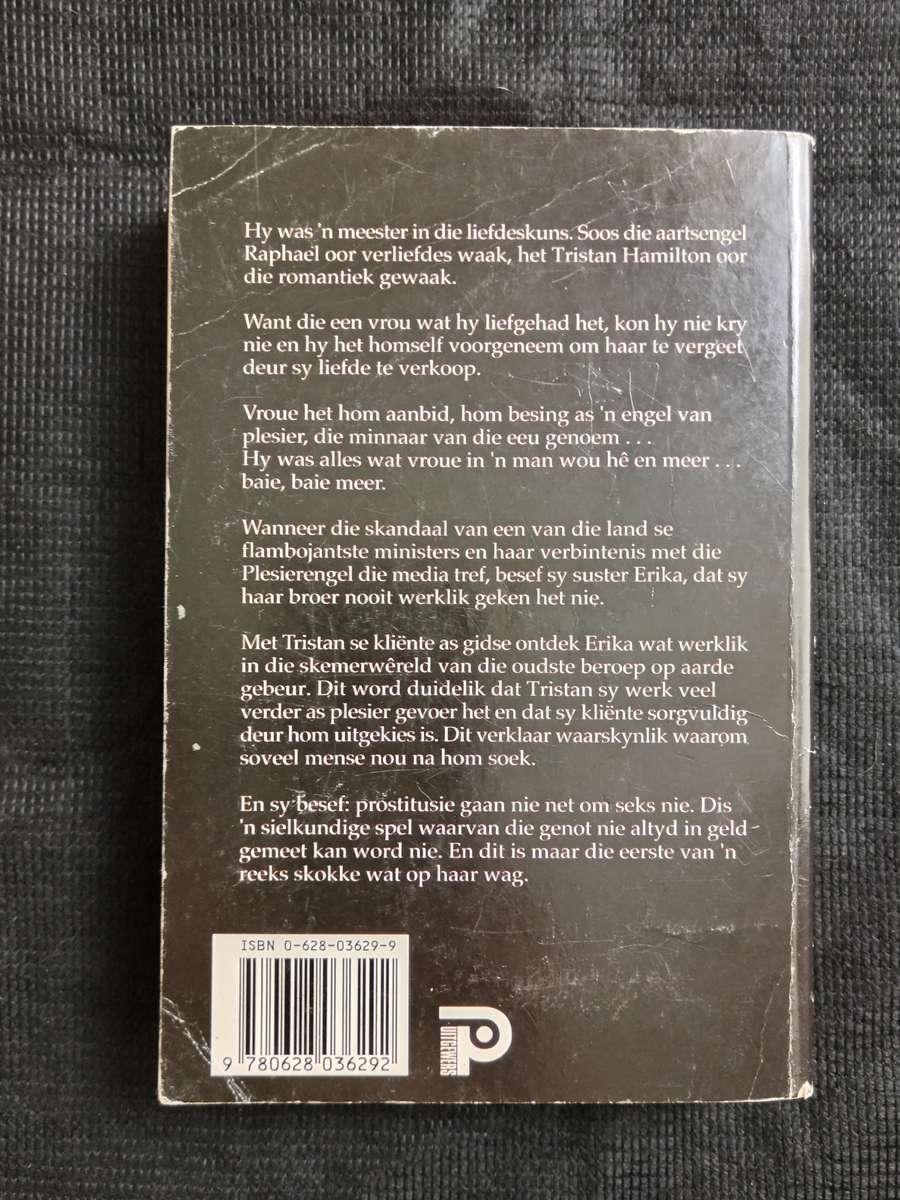 Hy was 'n meester in die liefdeskuns. Soos die aartsengel
Raphael oor verliefdes waak, het Tristan Hamilton oor
die romantiek gewaak.
Want die een vrou wat hy liefgehad het, kon hy nie kry
nie en hy het homself voorgeneem om haar te vergeet
deur sy liefde te verkoop.
Vroue het hom aanbid, hom besing as 'n engel van
plesier, die minnaar van die eeu genoem . . .
Hy was alles wat vroue in 'n man wou hê en meer . . .
baie, baie meer.
Wanneer die skandaal van een van die land se
flambojantste ministers en haar verbintenis met die
Plesierengel die media tref, besef sy suster Erika, dat sy
haar broer nooit werklik geken het nie.
Met Tristan se kliënte as gidse ontdek Erika wat werklik
in die skemerwêreld van die oudste beroep op aarde
gebeur. Dit word duidelik dat Tristan sy werk veel
verder as plesier gevoer het en dat sy kliënte sorgvuldig
deur hom uitgekies is. Dit verklaar waarskynlik waarom
soveel mense nou na hom soek.
En sy besef: prostitusie gaan nie net om seks nie. Dis
'n sielkundige spel waarvan die genot nie altyd in geld
gemeet kan word nie. En dit is maar die eerste van 'n
reeks skokke wat op haar wag.
ISBN 0-628-03629-9
9 780628 036292
UITGEWERS